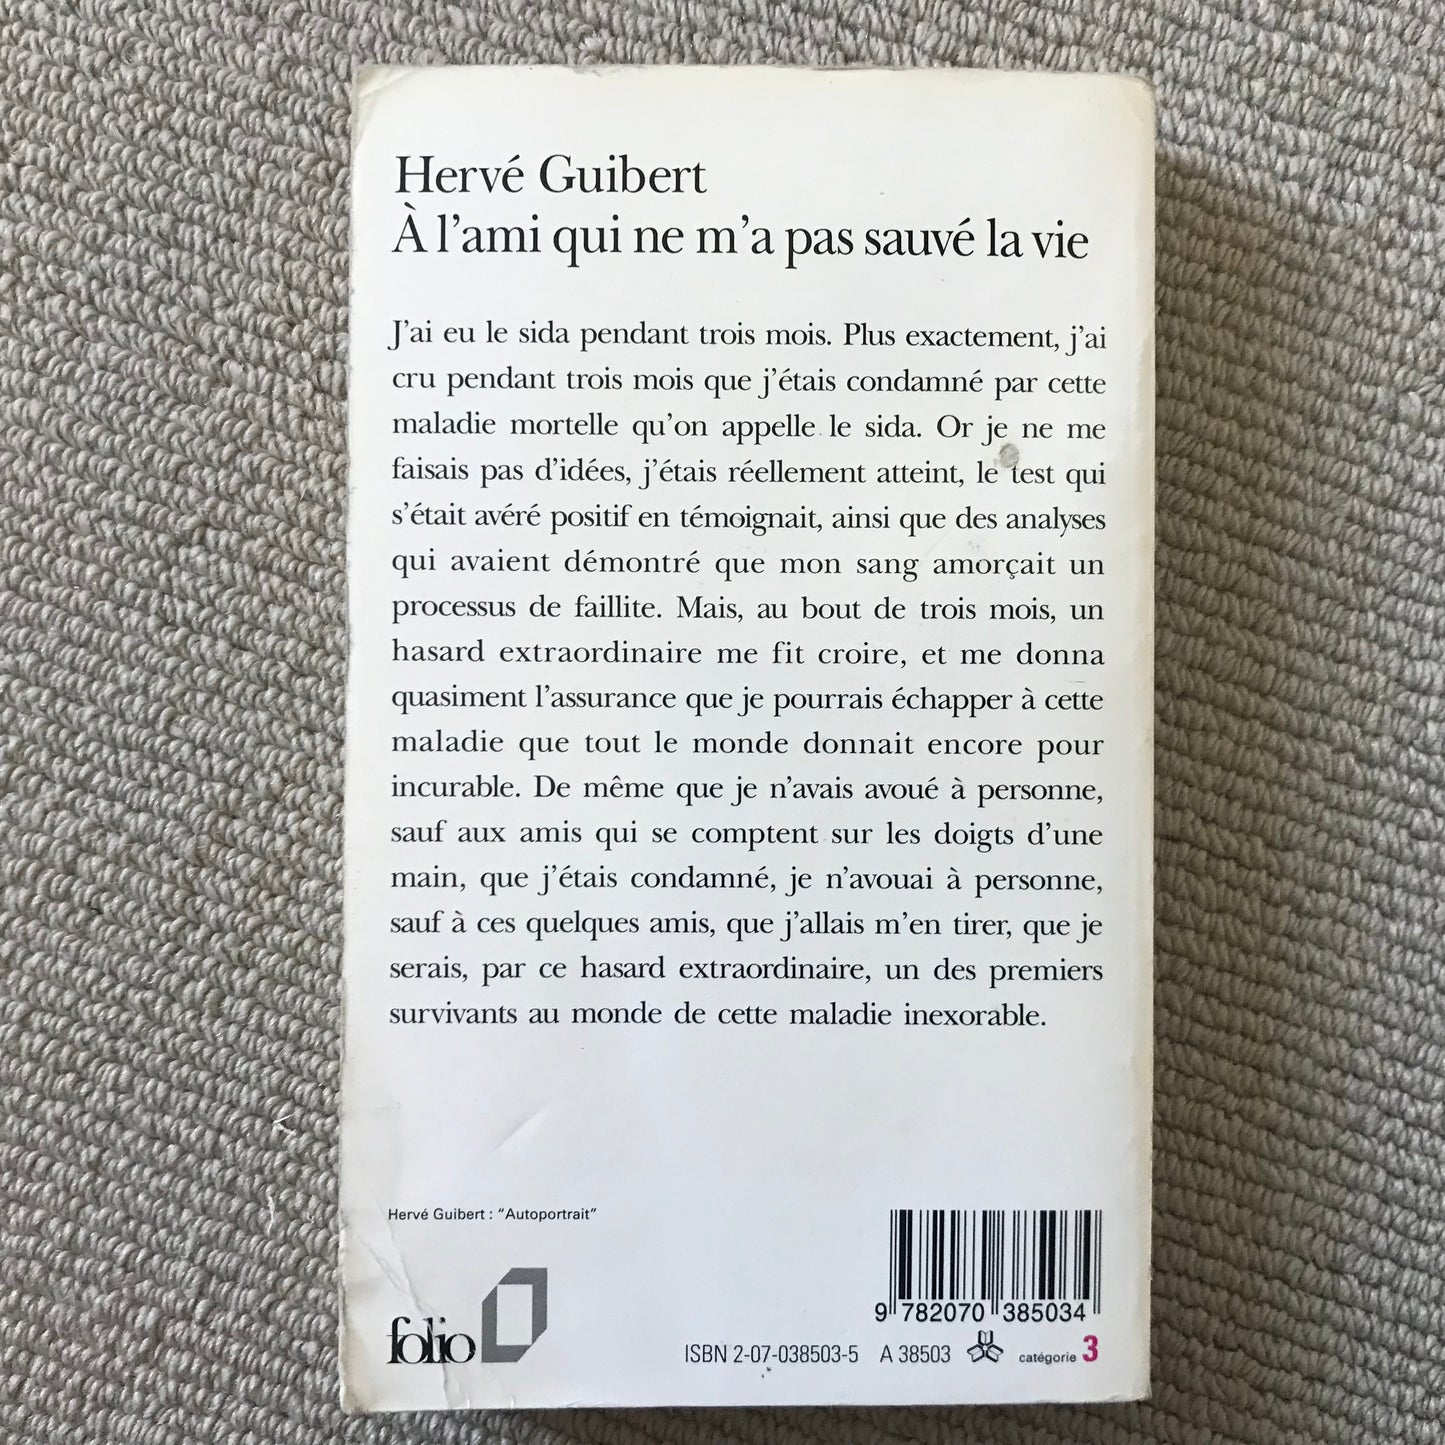 Hervé Guibert
À l’ami qui ne m’a pas sauvé la vie
J’ai eu le sida pendant trois mois. Plus exactement, j’ai
cru pendant trois mois que j’étais condamné par cette
maladie mortelle qu’on appelle le sida. Or je ne me
faisais pas d’idées, j’étais réellement atteint, le test qui
s’était avéré positif en témoignait, ainsi que des analyses
qui avaient démontré que mon sang amorçait un
processus de faillite. Mais, au bout de trois mois, un
hasard extraordinaire me fit croire, et me donna
quasiment l’assurance que je pourrais échapper à cette
maladie que tout le monde donnait encore pour
incurable. De même que je n’avais avoué à personne,
sauf aux amis qui se comptent sur les doigts d’une
main, que j’étais condamné, je n’avouai à personne,
sauf à ces quelques amis, que j’allais m’en tirer, que je
serais, par ce hasard extraordinaire, un des premiers
survivants au monde de cette maladie inexorable.
Hervé Guibert : “Autoportrait”
9 782070 385034
folio
ISBN 2-07-038503-5 A 38503 catégorie 3